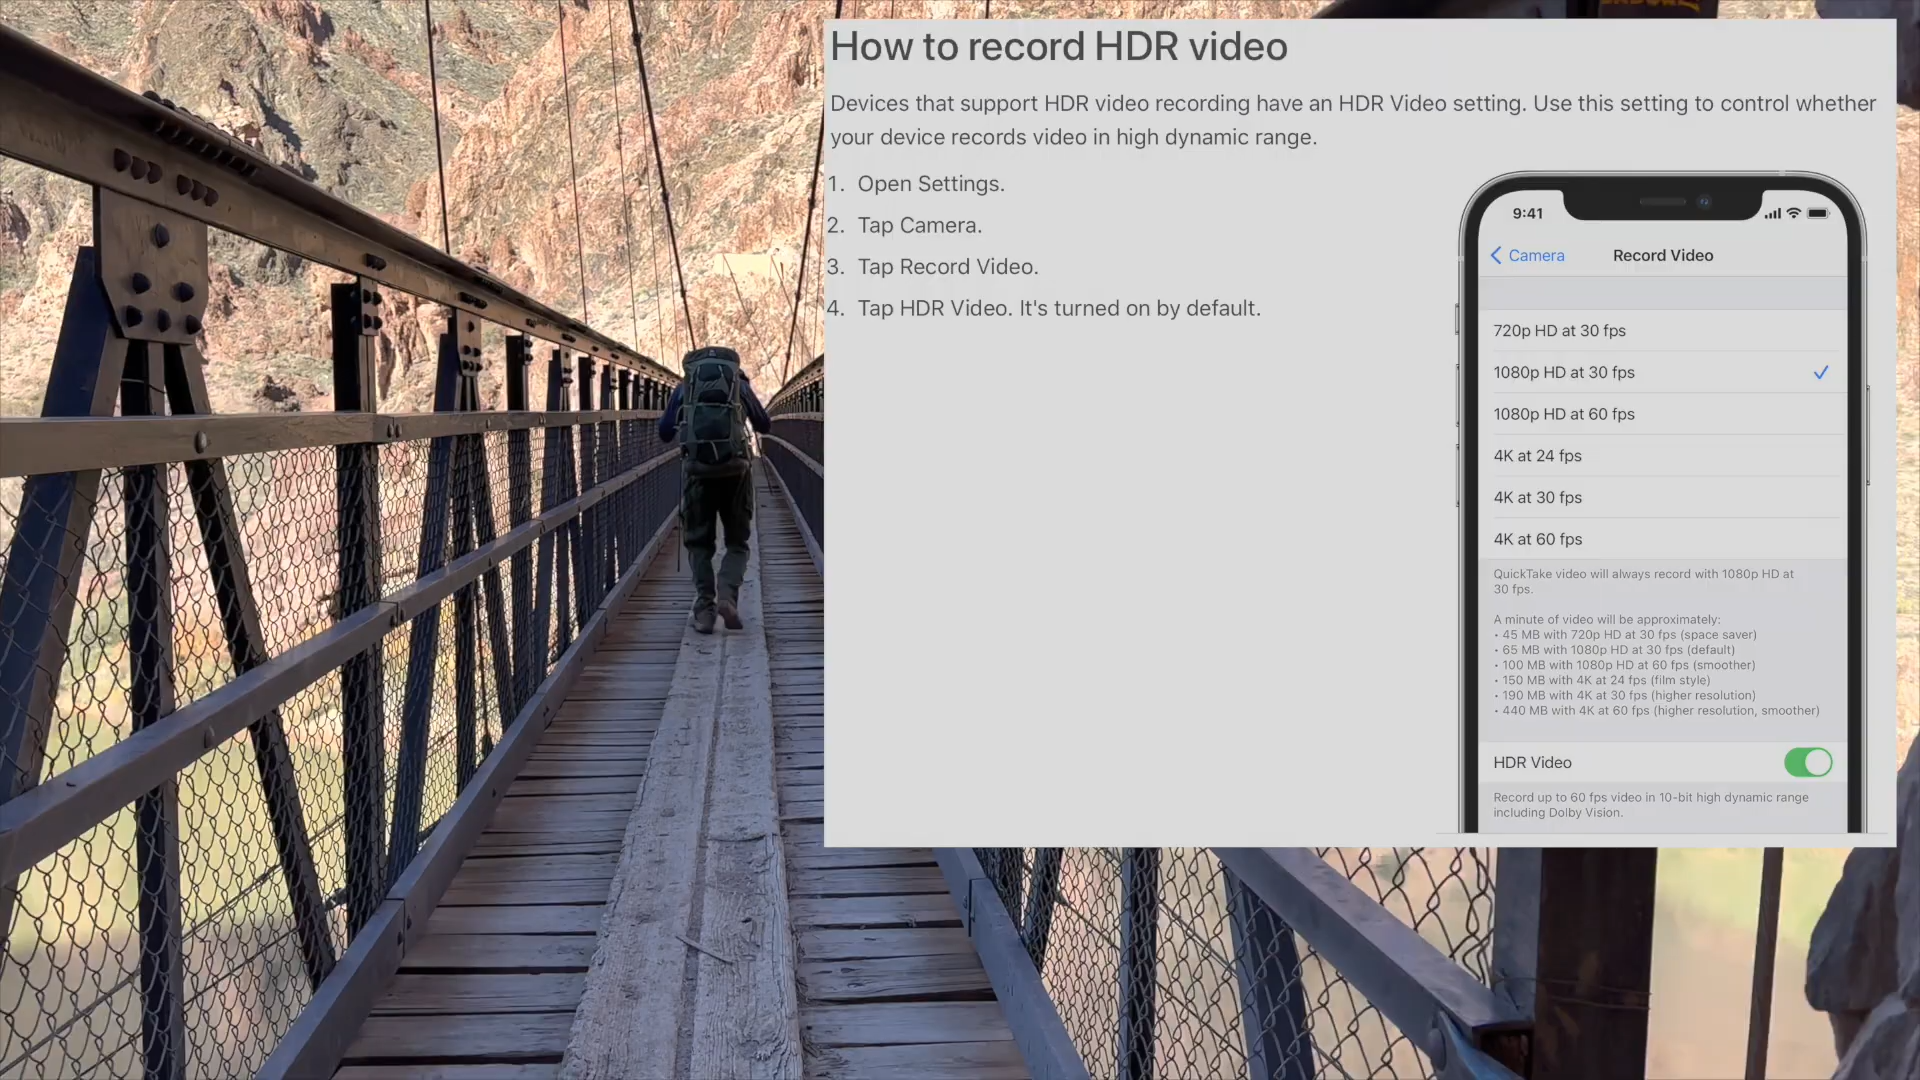 How to record HDR video
Devices that support HDR video recording have an HDR Video setting. Use this setting to control whether
your device records video in high dynamic range.
1. Open Settings.
2. Tap Camera.
3. Tap Record Video.
4. Tap HDR Video. It's turned on by default.
9:41
Camera
Record Video
720p HD at 30 fps
1080p HD at 30 fps
1080p HD at 60 fps
4K at 24 fps
4K at 30 fps
4K at 60 fps
QuickTake video will always record with 1080p HD at
30 fps.
A minute of video will be approximately:
• 45 MB with 720p HD at 30 fps (space saver)
• 65 MB with 1080p HD at 30 fps (default)
• 100 MB with 1080p HD at 60 fps (smoother)
• 150 MB with 4K at 24 fps (film style)
• 190 MB with 4K at 30 fps (higher resolution)
• 440 MB with 4K at 60 fps (higher resolution, smoother)
HDR Video
Record up to 60 fps video in 10-bit high dynamic range
including Dolby Vision.